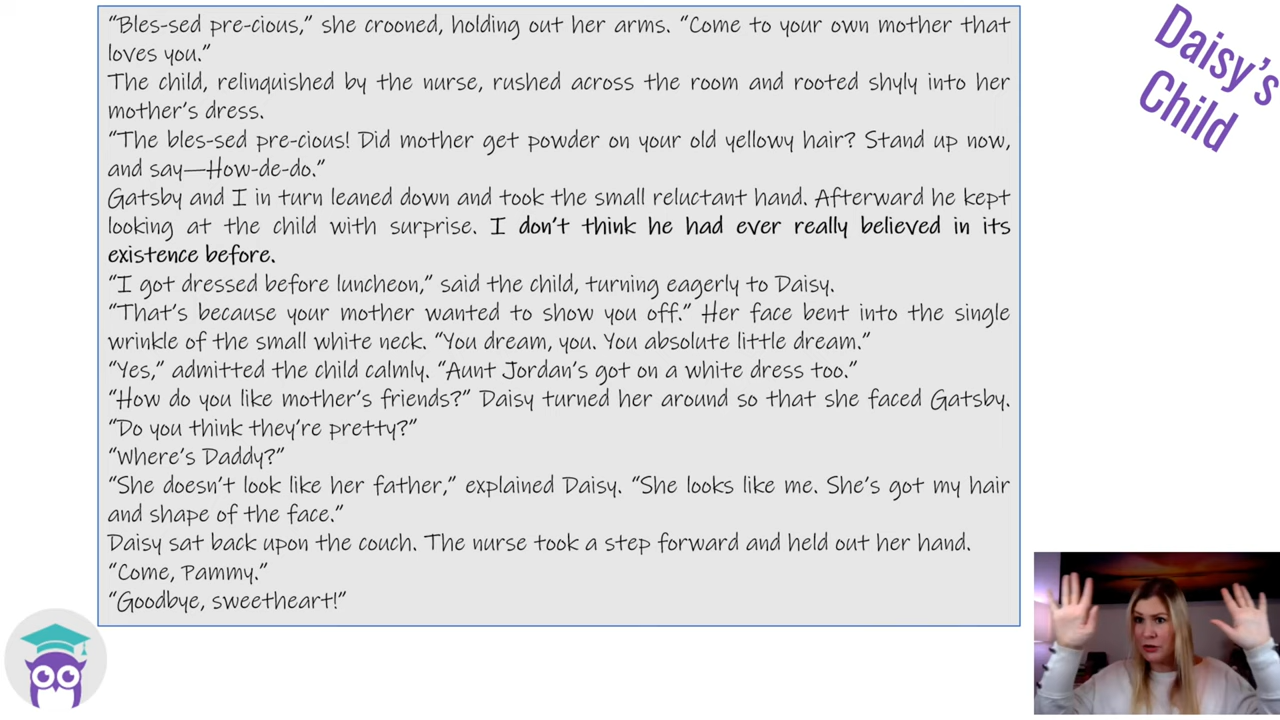 “Bles-sed pre-cious,” she crooned, holding out her arms. “Come to your own mother that
loves you.”
The child, relinquished by the nurse, rushed across the room and rooted shyly into her
mother’s dress.
“The bles-sed pre-cious! Did mother get powder on your old yellowy hair? Stand up now,
and say—How-de-do.”
Gatsby and I in turn leaned down and took the small reluctant hand. Afterward he kept
looking at the child with surprise. I don’t think he had ever really believed in its
existence before.
“I got dressed before luncheon,” said the child, turning eagerly to Daisy.
“That’s because your mother wanted to show you off.” Her face bent into the single
wrinkle of the small white neck. “You dream, you. You absolute little dream.”
“Yes,” admitted the child calmly. “Aunt Jordan’s got on a white dress too.”
“How do you like mother’s friends?” Daisy turned her around so that she faced Gatsby.
“Do you think they’re pretty?”
“Where’s Daddy?”
“She doesn’t look like her father,” explained Daisy. “She looks like me. She’s got my hair
and shape of the face.”
Daisy sat back upon the couch. The nurse took a step forward and held out her hand.
“Come, Pammy.”
“Goodbye, sweetheart!”
Daisy’s
Child